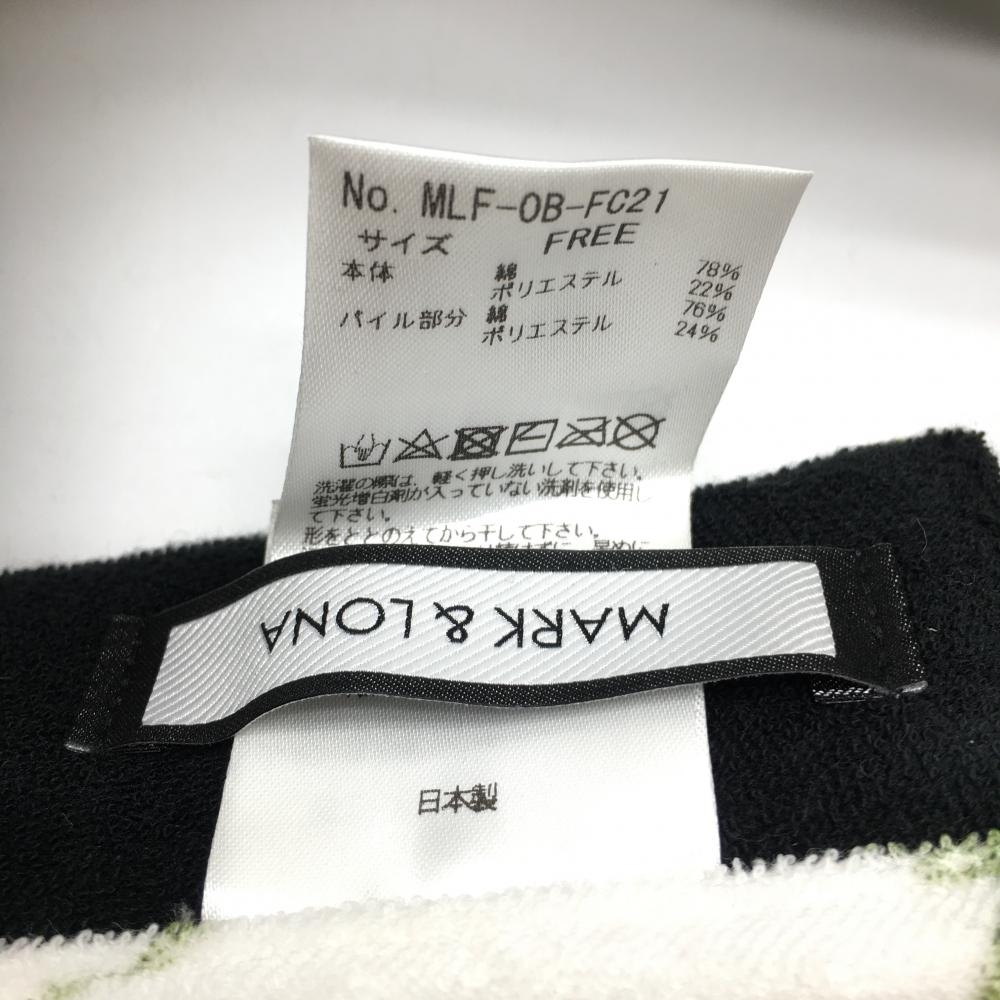 No. MLF-OB-FC21
サイズ FREE
本体 綿 78%
ポリエステル 22%
パイル部分 綿 76%
ポリエステル 24%
洗濯の際は、軽く押し洗いして下さい。
蛍光増白剤が入っていない洗剤を使用し
て下さい。
形をととのえてから干して下さい。
MARK & LONA
日本製